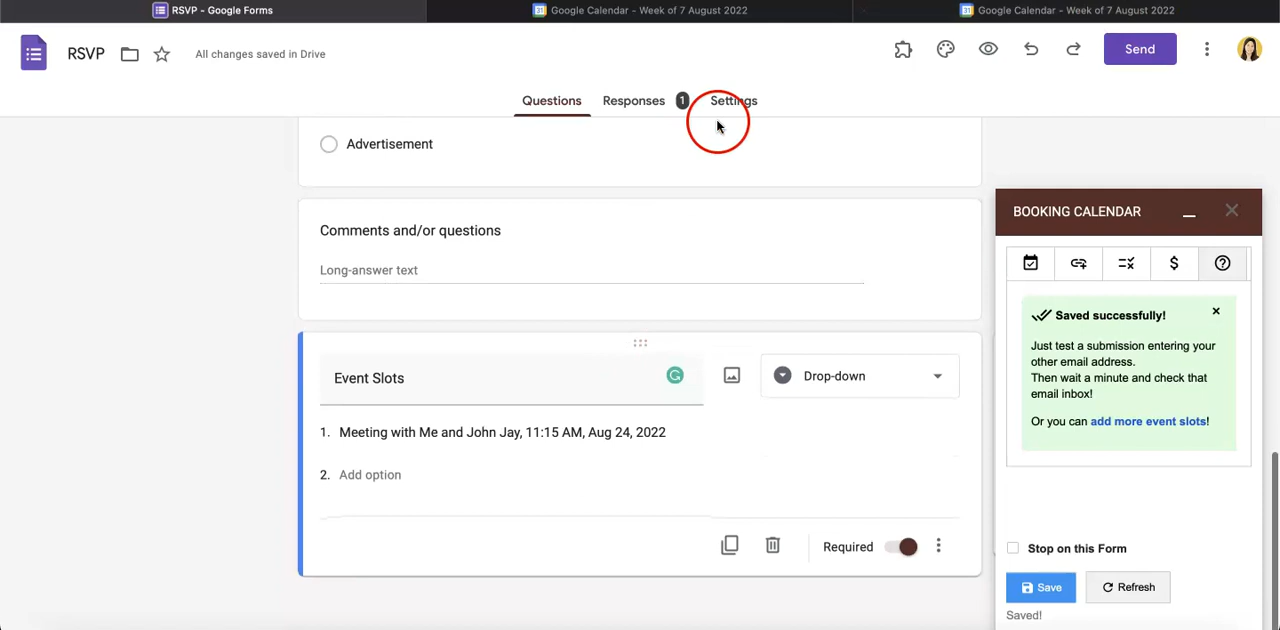 RSVP - Google Forms
Google Calendar - Week of 7 August 2022
Google Calendar - Week of 7 August 2022
RSVP
All changes saved in Drive
Send
Questions
Responses 1
Settings
Advertisement
Comments and/or questions
Long-answer text
Event Slots
Drop-down
1. Meeting with Me and John Jay, 11:15 AM, Aug 24, 2022
2. Add option
Required
BOOKING CALENDAR
Saved successfully!
Just test a submission entering your
other email address.
Then wait a minute and check that
email inbox!
Or you can add more event slots!
Stop on this Form
Save
Refresh
Saved!